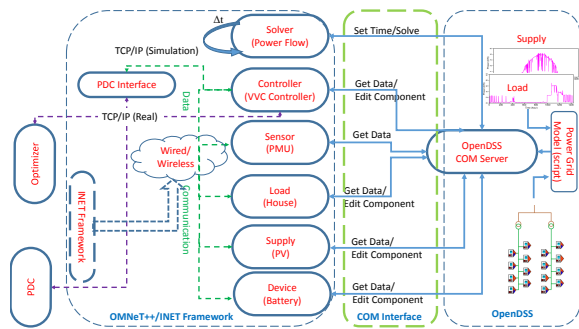 Δt
Solver
(Power Flow)
TCP/IP (Simulation)
Set Time/Solve
Supply
Load
PDC Interface
Controller
(VVC Controller)
Get Data/
Edit Component
TCP/IP (Real)
Data
Optimizer
Wired/
Wireless
Sensor
(PMU)
Get Data
OpenDSS
COM Server
Power Grid
Model (script)
INET Framework
Communication
Load
(House)
Get Data/
Edit Component
Supply
(PV)
Get Data/
Edit Component
PDC
Device
(Battery)
Get Data/
Edit Component
OMNeT++/INET Framework
COM Interface
OpenDSS